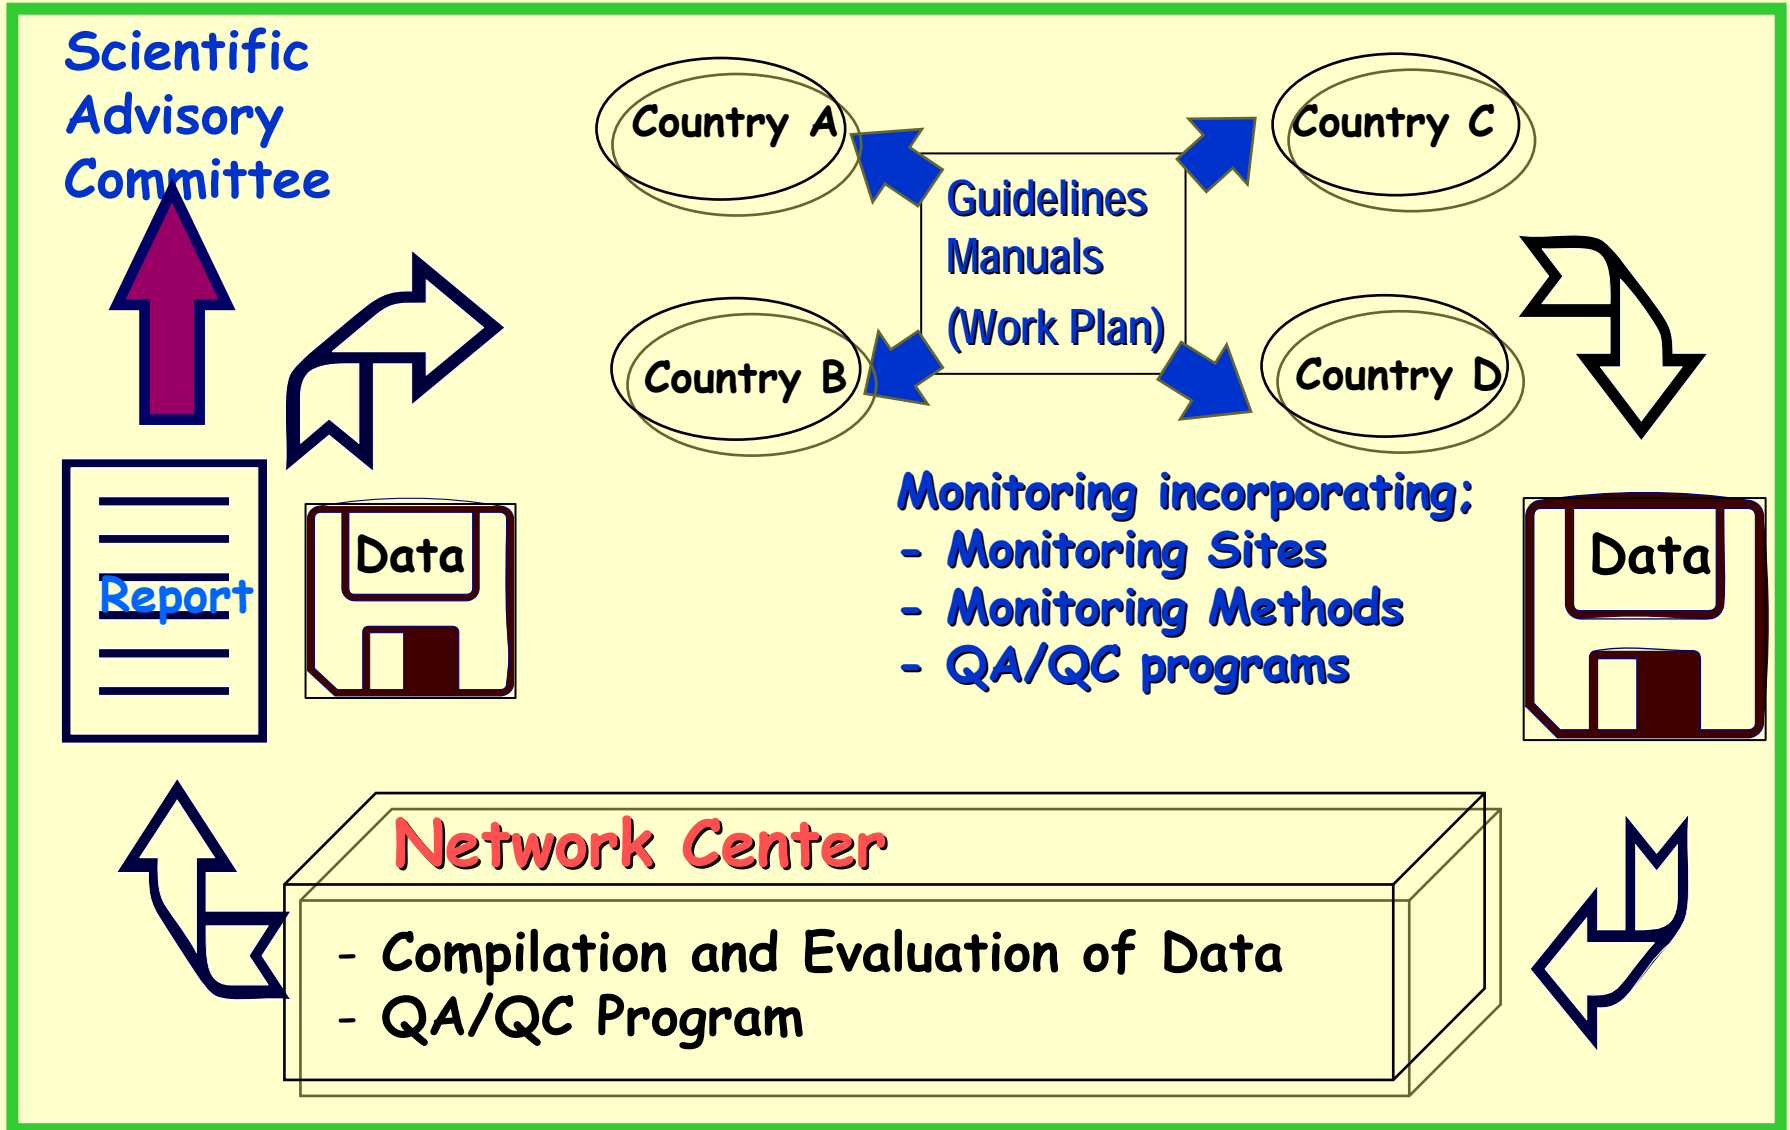 Scientific
Advisory
Committee
Country A
Country C
Guidelines
Manuals
(Work Plan)
Country B
Country D
Monitoring incorporating;
- Monitoring Sites
- Monitoring Methods
- QA/QC programs
Data
Data
Report
Network Center
- Compilation and Evaluation of Data
- QA/QC Program